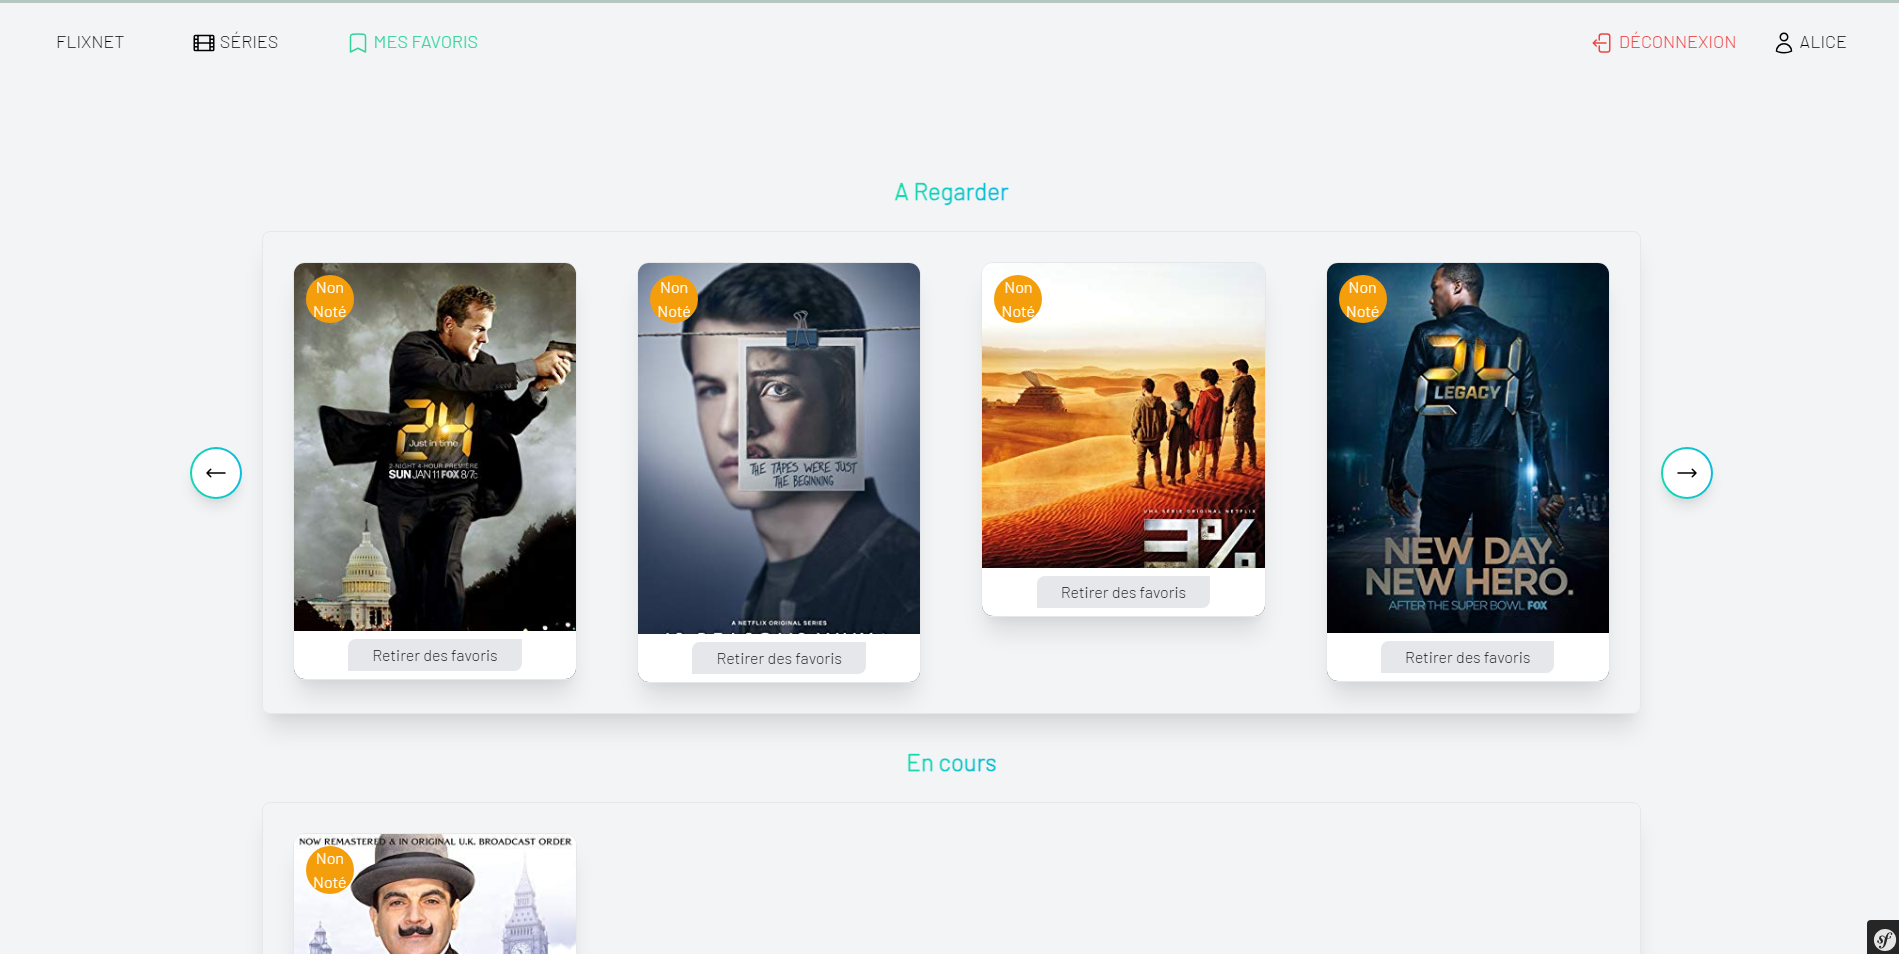 FLIXNET
SÉRIES
MES FAVORIS
DÉCONNEXION
ALICE
A Regarder
Non
Noté
24
Just in time
2-NIGHT 4-HOUR PREMIERE
SUN JAN 11 FOX 8/7c
Retirer des favoris
Non
Noté
THE TAPES WERE JUST
THE BEGINNING
A NETFLIX ORIGINAL SERIES
Retirer des favoris
Non
Noté
UMA SÉRIE ORIGINAL NETFLIX
3%
Retirer des favoris
Non
Noté
24
LEGACY
NEW DAY.
NEW HERO.
AFTER THE SUPER BOWL FOX
Retirer des favoris
En cours
NOW REMASTERED & IN ORIGINAL U.K. BROADCAST ORDER
Non
Noté
sf